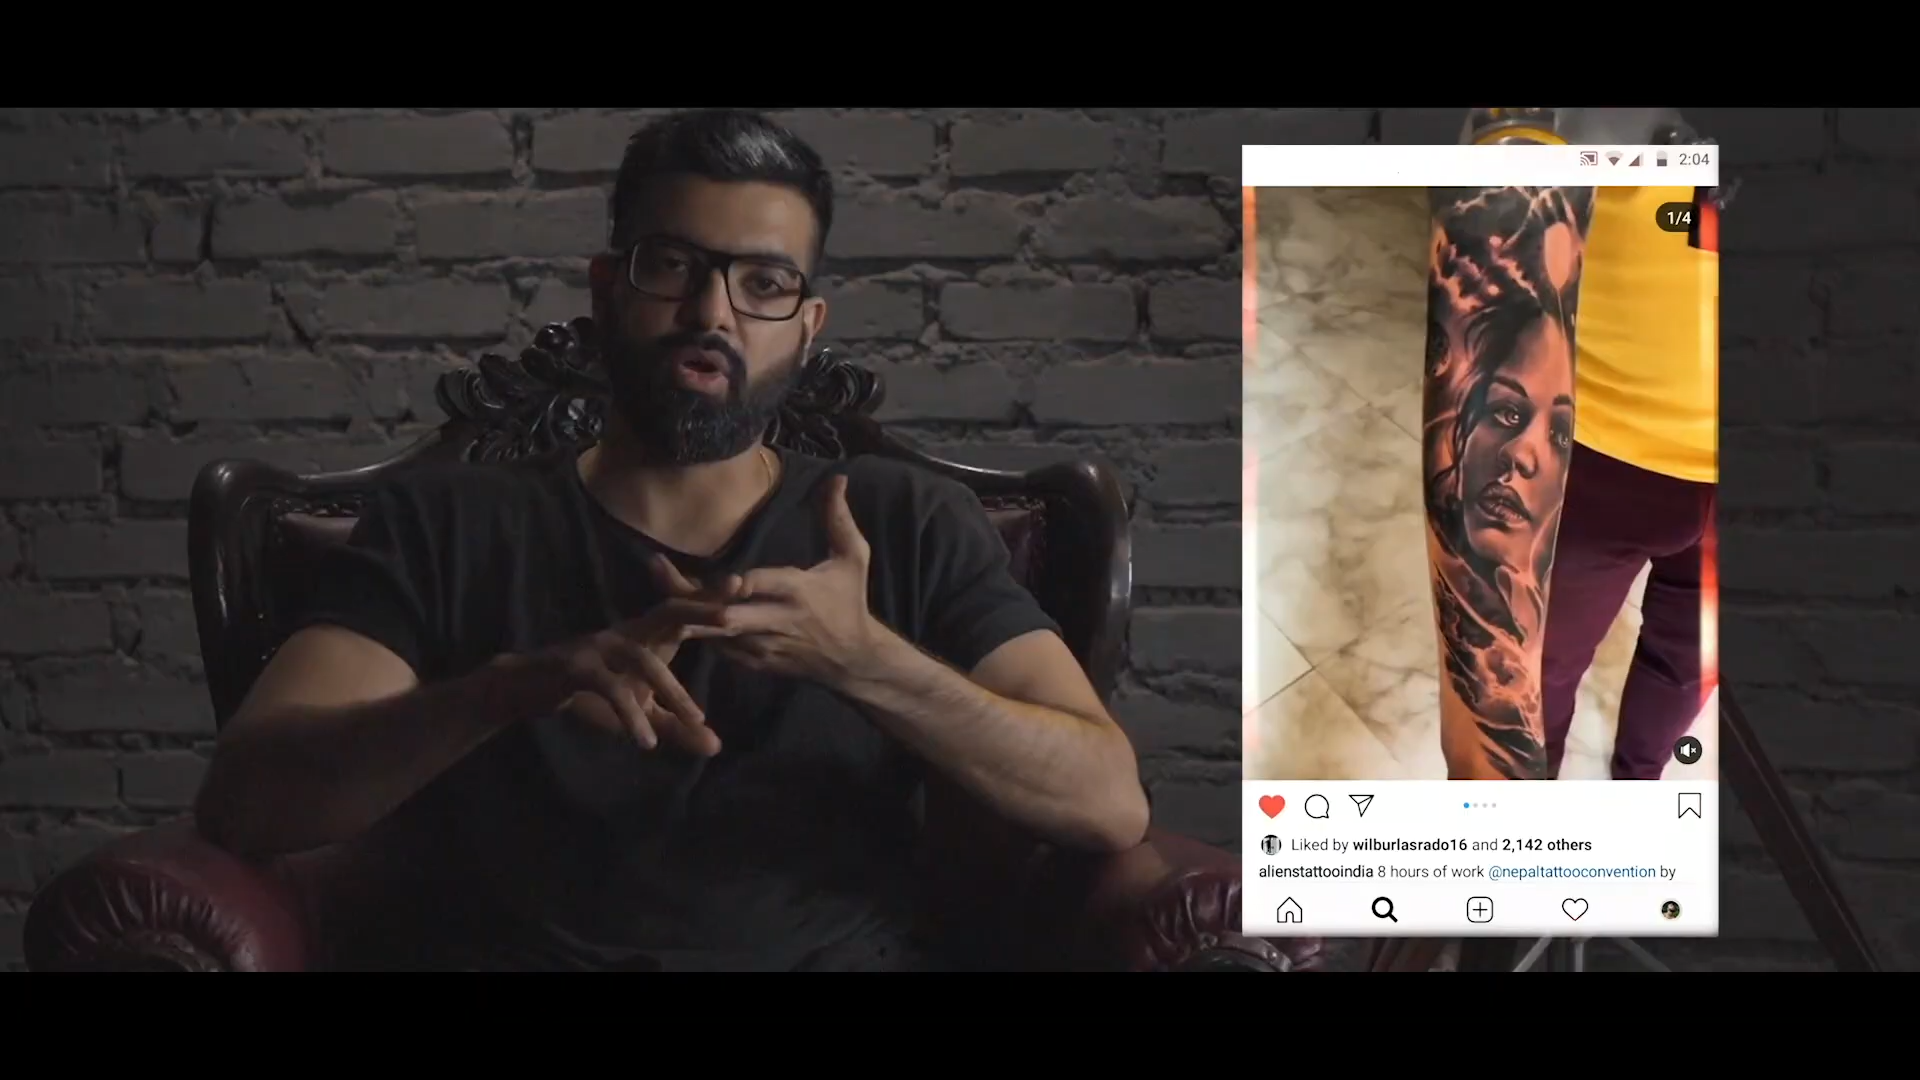 2:04
1/4
Liked by wilburlasrado16 and 2,142 others
alienstattooindia 8 hours of work @nepaltattooconvention by